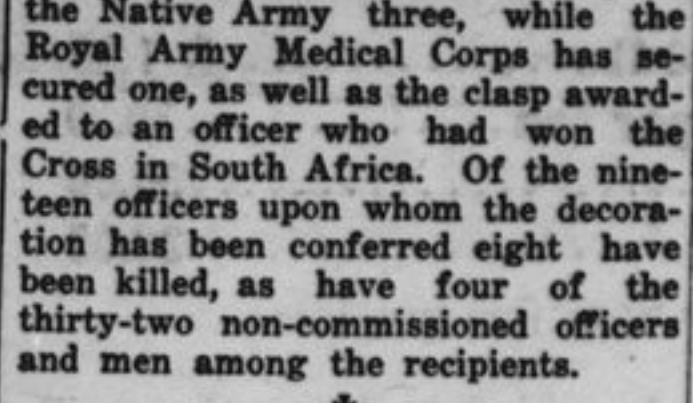 the Native Army three, while the
Royal Army Medical Corps has se-
cured one, as well as the clasp award-
ed to an officer who had won the
Cross in South Africa. Of the nine-
teen officers upon whom the decora-
tion has been conferred eight have
been killed, as have four of the
thirty-two non-commissioned officers
and men among the recipients.